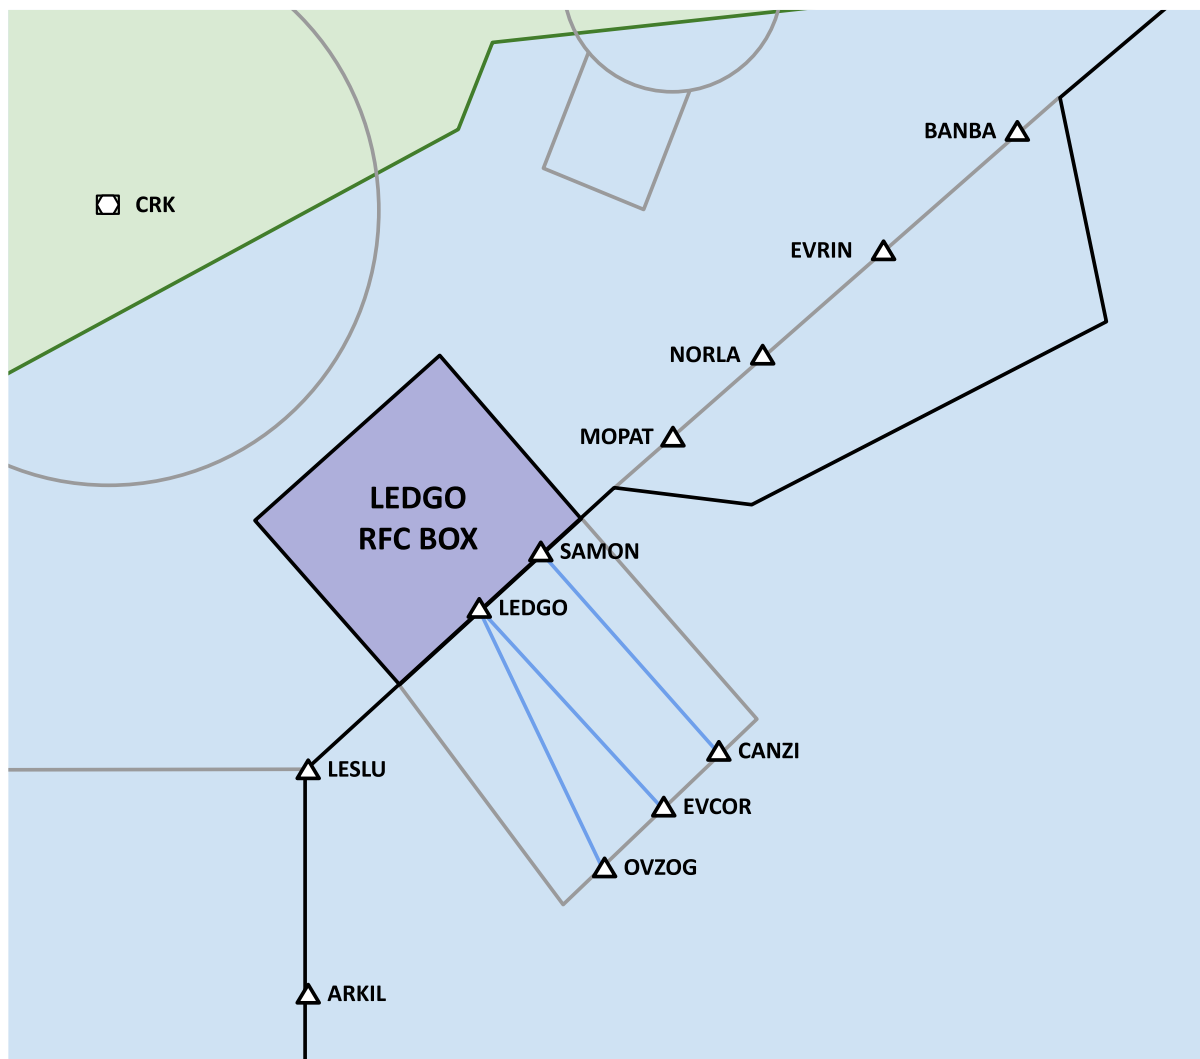 BANBA
CRK
EVRIN
NORLA
MOPAT
LEDGO
RFC BOX
SAMON
LEDGO
CANZI
LESLU
EVCOR
OVZOG
ARKIL